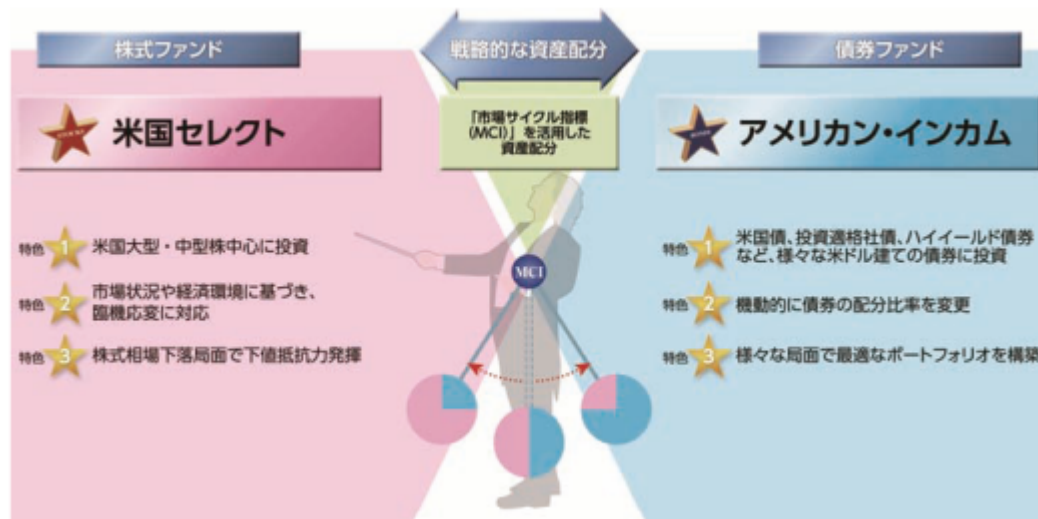 株式ファンド
戦略的な資産配分
債券ファンド
米国セレクト
「市場サイクル指標
(MCI)」を活用した
資産配分
アメリカン・インカム
特色 1 米国大型・中型株中心に投資
特色 2 市場状況や経済環境に基づき、
臨機応変に対応
特色 3 株式相場下落局面で下値抵抗力発揮
MCI
特色 1 米国債、投資適格社債、ハイイールド債券
など、様々な米ドル建ての債券に投資
特色 2 機動的に債券の配分比率を変更
特色 3 様々な局面で最適なポートフォリオを構築